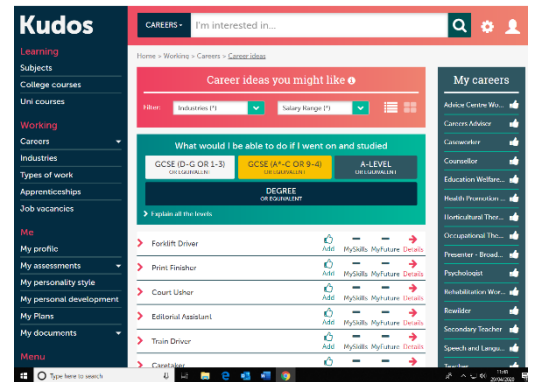 Kudos
Learning
Subjects
College courses
Uni courses
Working
Careers
Industries
Types of work
Apprenticeships
Job vacancies
Me
My profile
My assessments
My personality style
My personal development
My Plans
My documents
Menu
CAREERS
I'm interested in...
Home > Working > Careers > Career ideas
Career ideas you might like
Filter:
Industries (*)
Salary Range (*)
What would I be able to do if I went on and studied
GCSE (D-G OR 1-3)
OR EQUIVALENT
GCSE (A*-C OR 9-4)
OR EQUIVALENT
A-LEVEL
OR EQUIVALENT
DEGREE
OR EQUIVALENT
Explain all the levels
Forklift Driver
Add MySkills MyFuture Details
Print Finisher
Add MySkills MyFuture Details
Court Usher
Add MySkills MyFuture Details
Editorial Assistant
Add MySkills MyFuture Details
Train Driver
Add MySkills MyFuture Details
Caretaker
My careers
Advice Centre Wo...
Careers Adviser
Caseworker
Counsellor
Education Welfare...
Health Promotion ...
Horticultural Ther...
Occupational The...
Presenter - Broad...
Psychologist
Rehabilitation Wor...
Rewilder
Secondary Teacher
Speech and Langu...
Teacher
Type here to search
11:41
29/04/2020